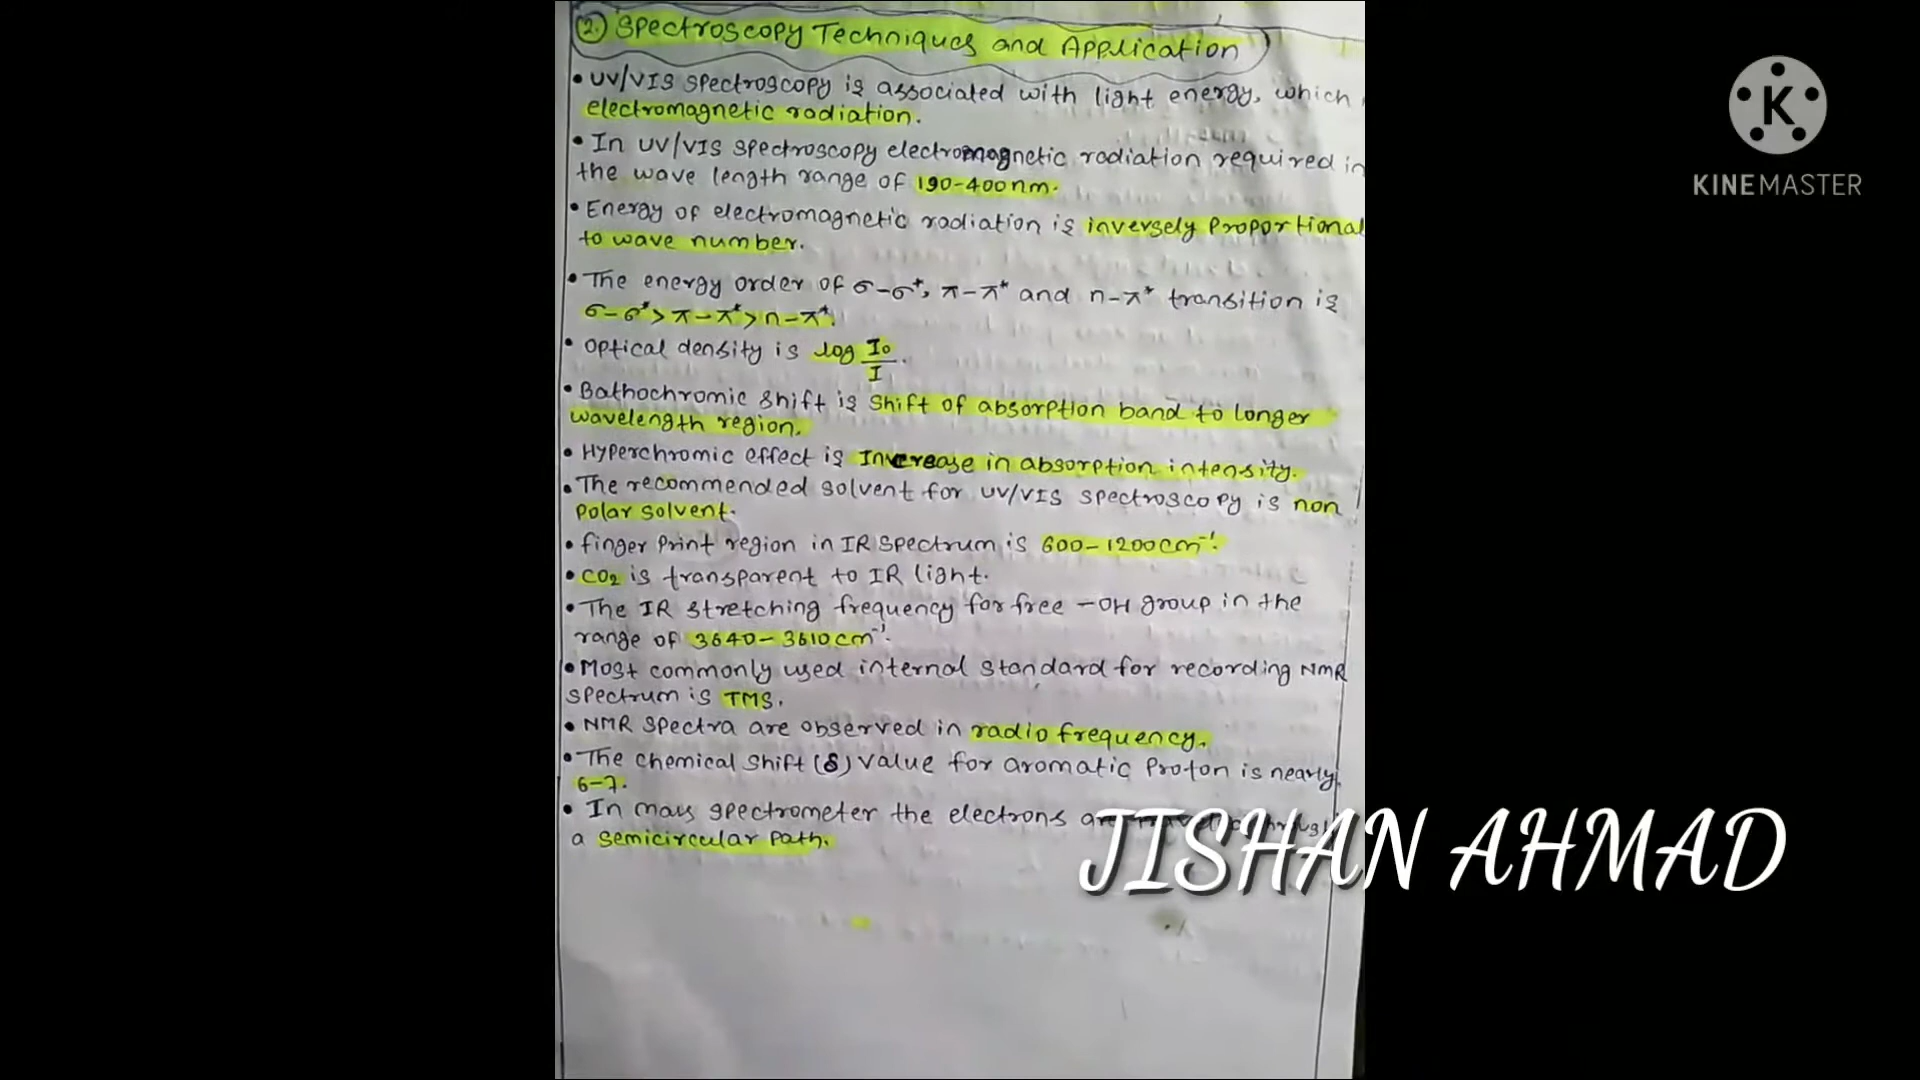 2. Spectroscopy Techniques and Application
• UV/VIS spectroscopy is associated with light energy, which
electromagnetic radiation.
• In UV/VIS spectroscopy electromagnetic radiation required in
the wave length range of 190-400nm.
• Energy of electromagnetic radiation is inversely proportional
to wave number.
• The energy order of σ-σ*, π-π* and n-π* transition is
σ-σ*>π-π*>n-π*.
• Optical density is log I₀/I.
• Bathochromic shift is shift of absorption band to longer
wavelength region.
• Hyperchromic effect is Increase in absorption intensity.
• The recommended solvent for UV/VIS spectroscopy is non
polar solvent.
• finger print region in IR spectrum is 600-1200cm⁻¹.
• CO₂ is transparent to IR light.
• The IR stretching frequency for free -OH group in the
range of 3640-3610cm⁻¹.
• Most commonly used internal standard for recording NMR
spectrum is TMS.
• NMR spectra are observed in radio frequency.
• The chemical shift (δ) value for aromatic proton is nearly
6-7.
• In mass spectrometer the electrons are
a semicircular path.
K
KINEMASTER
JISHAN AHMAD